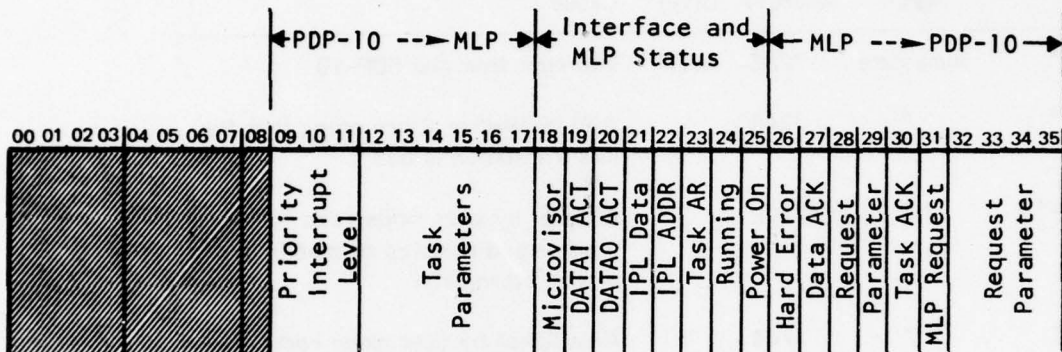 PDP-10 --► MLP
Interface and
MLP Status
MLP --► PDP-10
00 01 02 03 04 05 06 07 08 09 10 11 12 13 14 15 16 17 18 19 20 21 22 23 24 25 26 27 28 29 30 31 32 33 34 35
Priority
Interrupt
Level
Task
Parameters
Microvisor
DATAI ACT
DATAO ACT
IPL Data
IPL ADDR
Task AR
Running
Power On
Hard Error
Data ACK
Request
Parameter
Task ACK
MLP Request
Request
Parameter